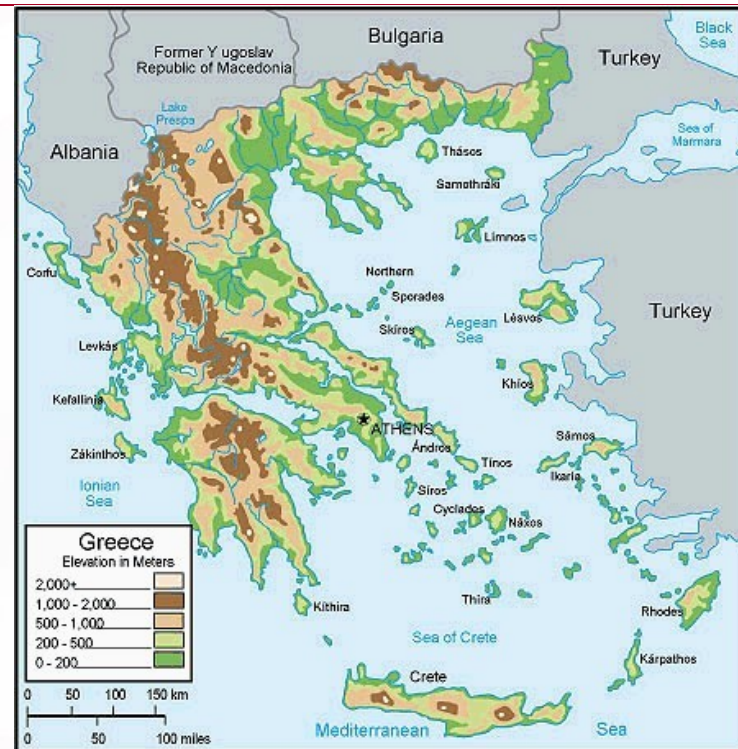 Bulgaria
Black
Sea
Former Y ugoslav
Republic of Macedonia
Turkey
Lake
Prespa
Sea of
Marmara
Albania
Thásos
Samothráki
Límnos
Corfu
Northern
Sporades
Turkey
Lésvos
Aegean
Sea
Skíros
Levkás
Khíos
Kefallinía
ATHENS
Sámos
Ándros
Zákinthos
Tínos
Ikaría
Ionian
Sea
Síros
Cyclades
Náxos
Greece
Elevation in Meters
2,000+
1,000 - 2,000
500 - 1,000
200 - 500
0 - 200
Kíthira
Thíra
Rhodes
Sea of Crete
Kárpathos
Crete
0 50 100 150 km
0 50 100 miles
Mediterranean Sea